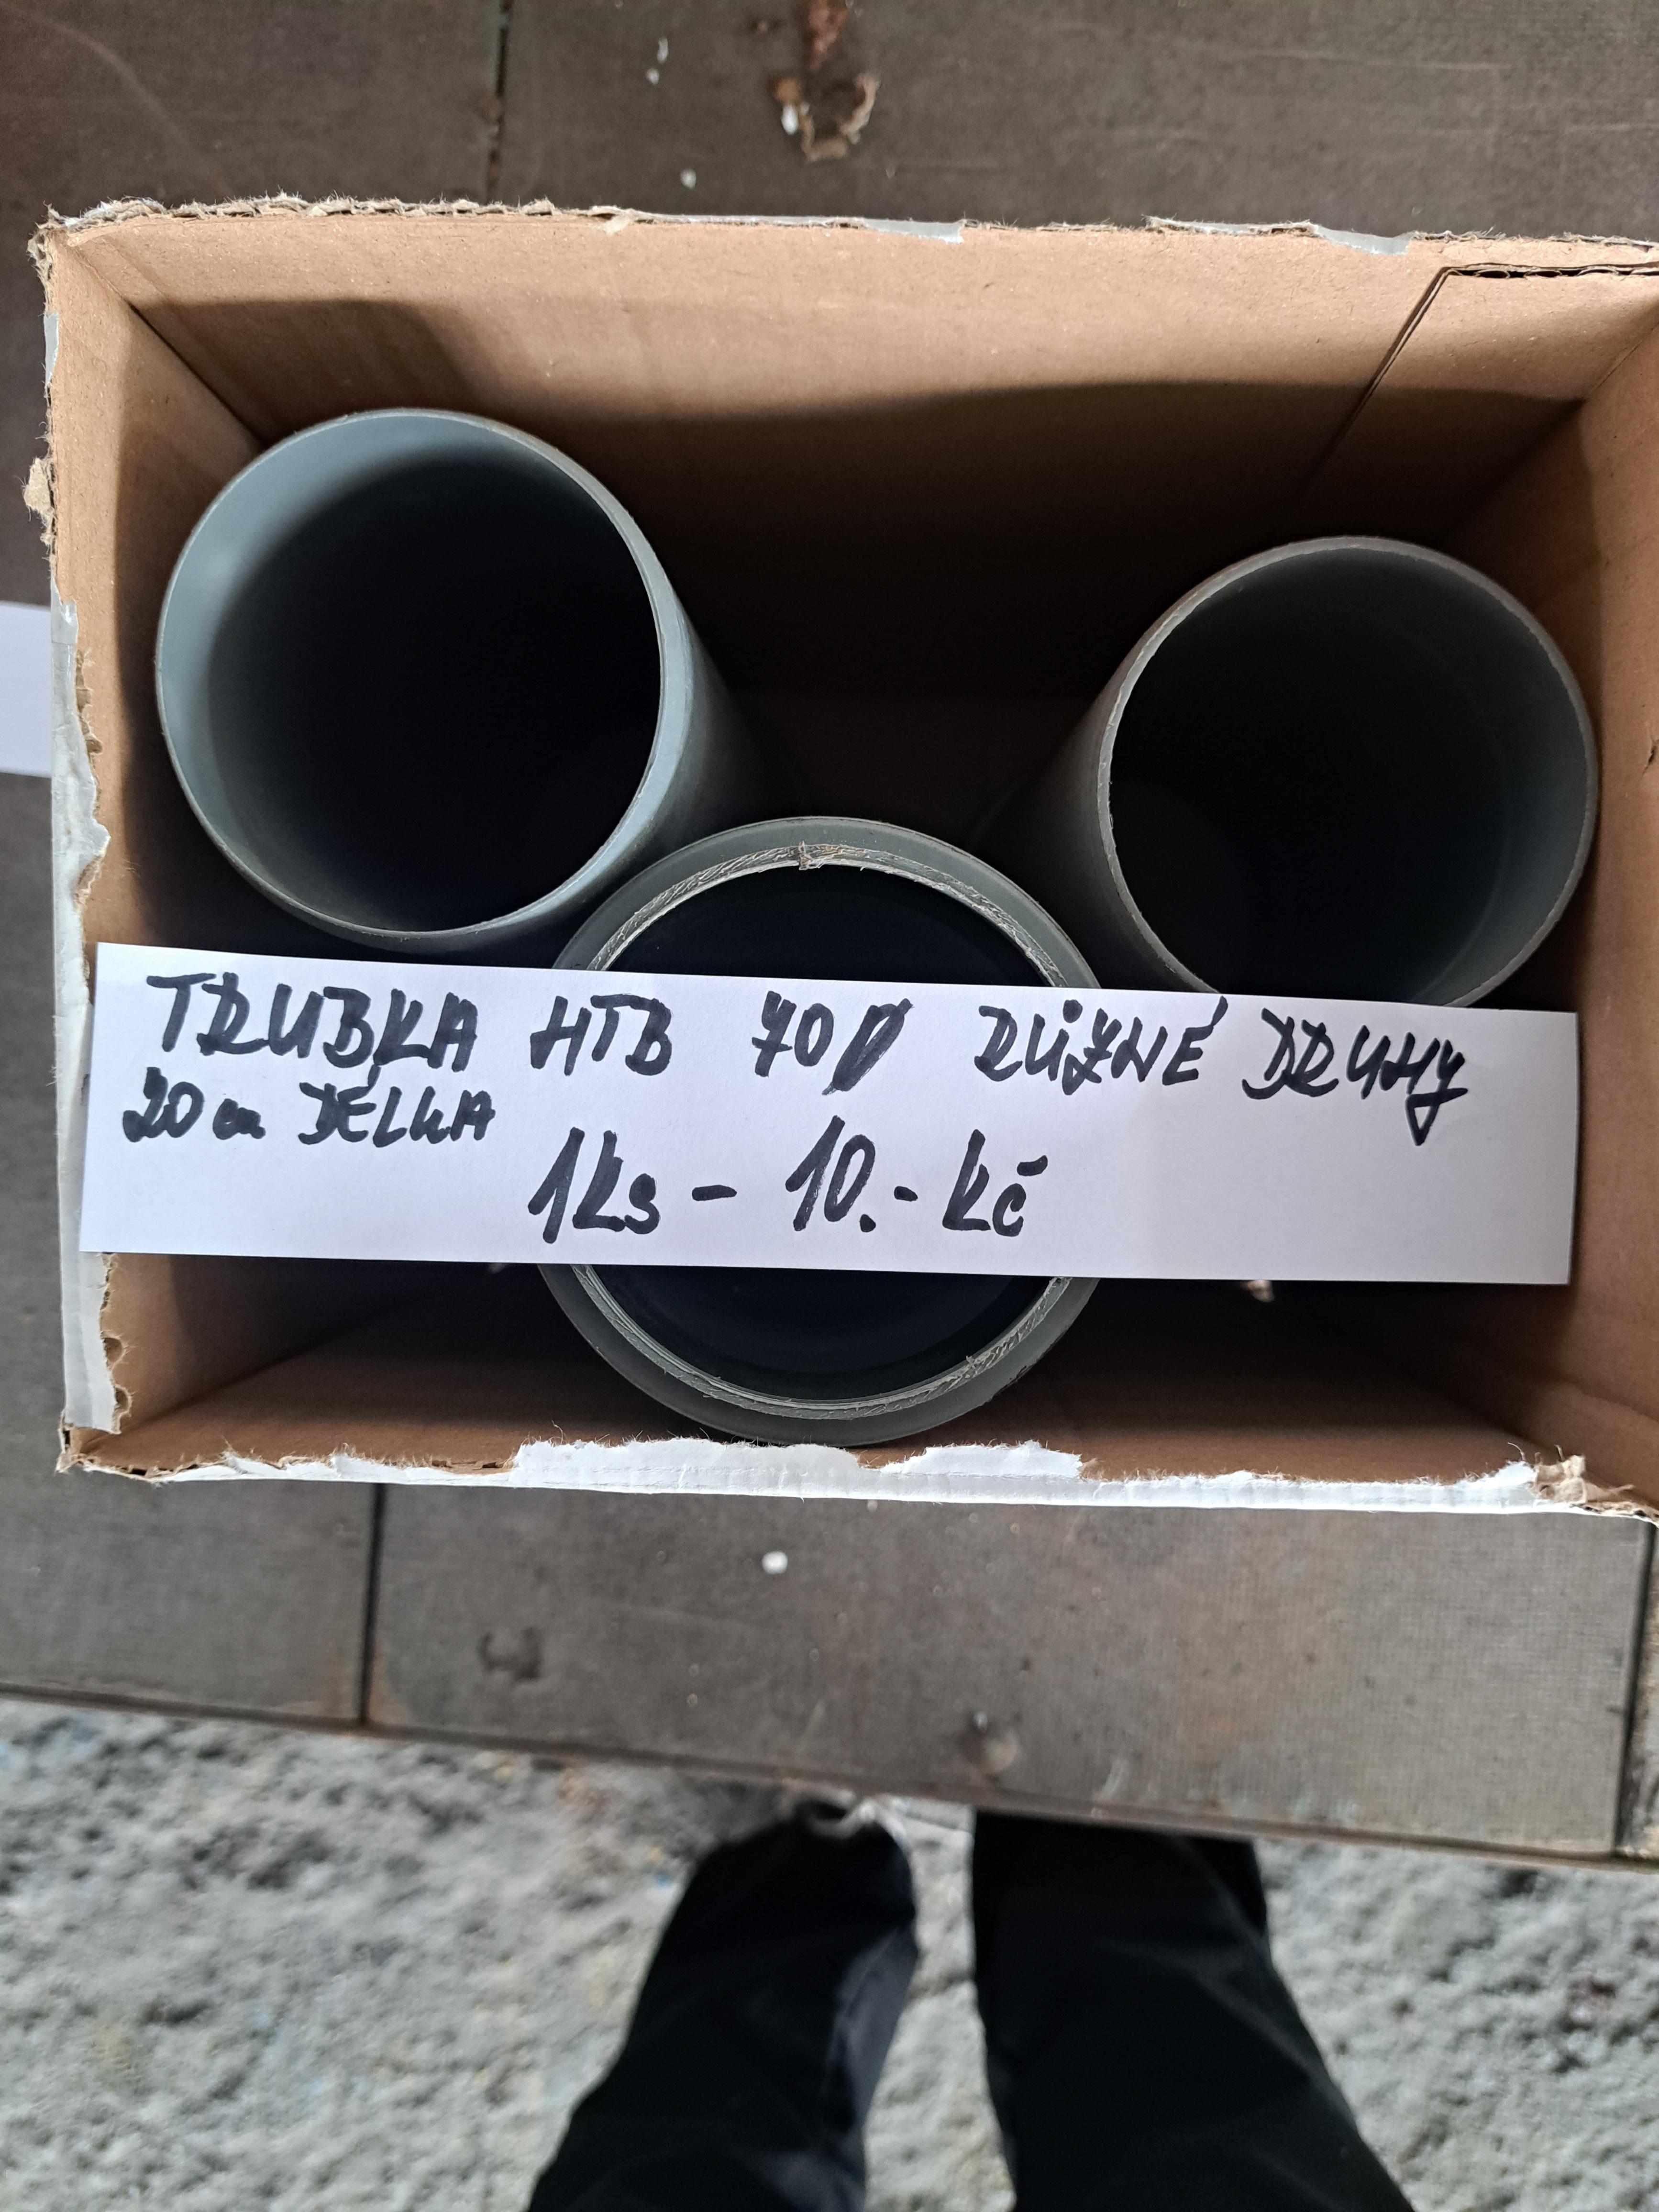 TRUBKA HTB 70Ø RŮZNÉ DRUHY
20 cm DÉLKA
1Ks - 10.- Kč